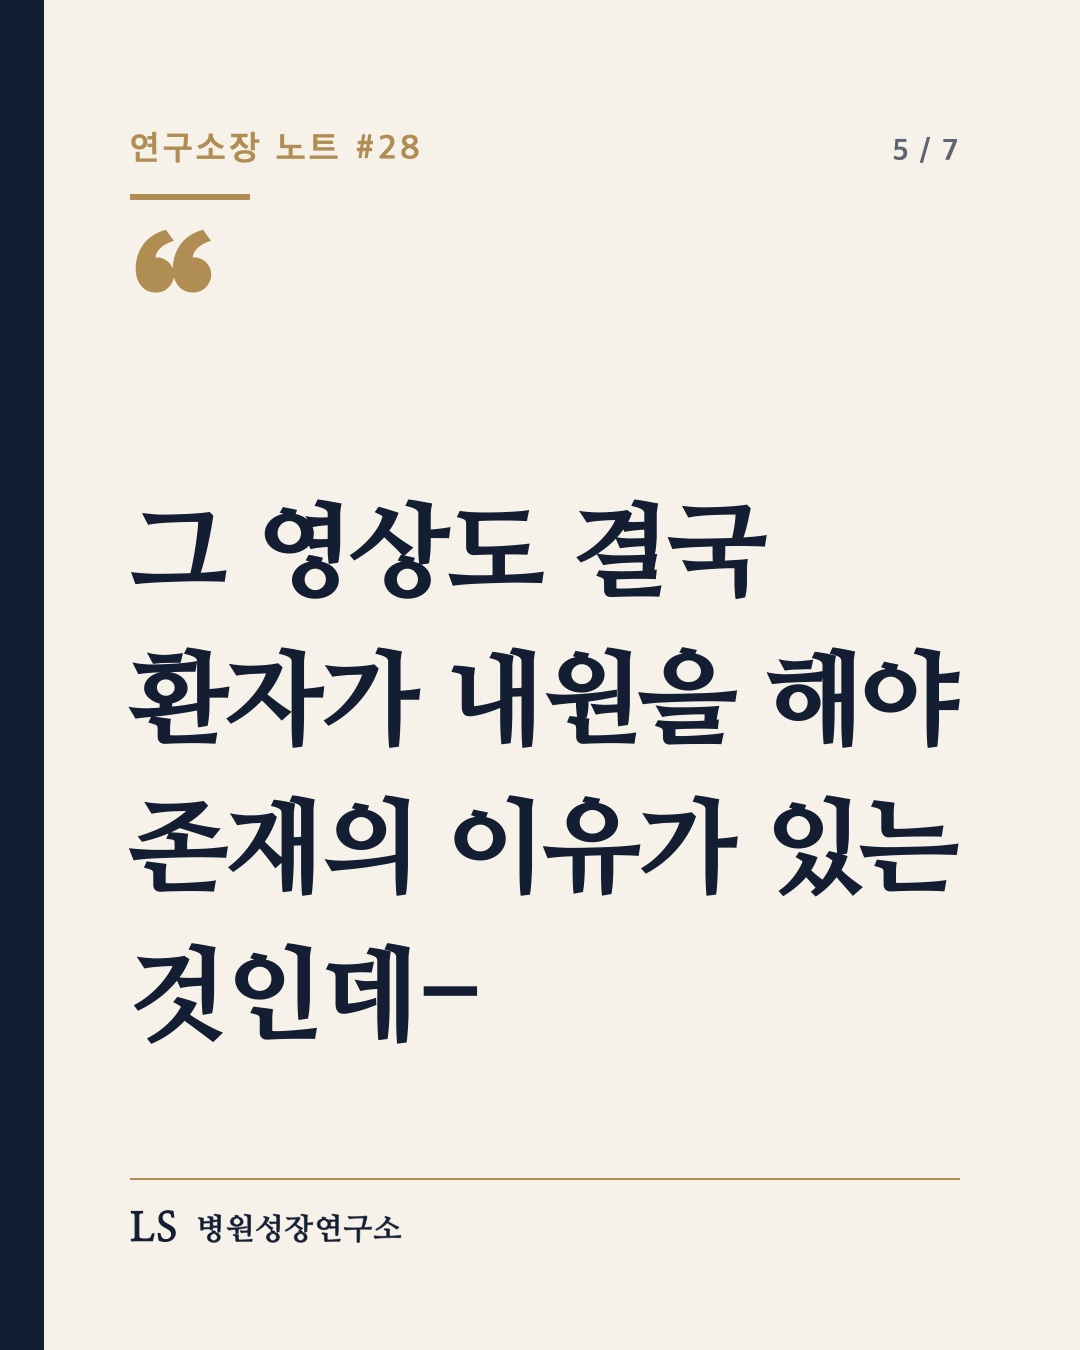 연구소장 노트 #28
5 / 7
“
그 영상도 결국
환자가 내원을 해야
존재의 이유가 있는
것인데–
LS 병원성장연구소